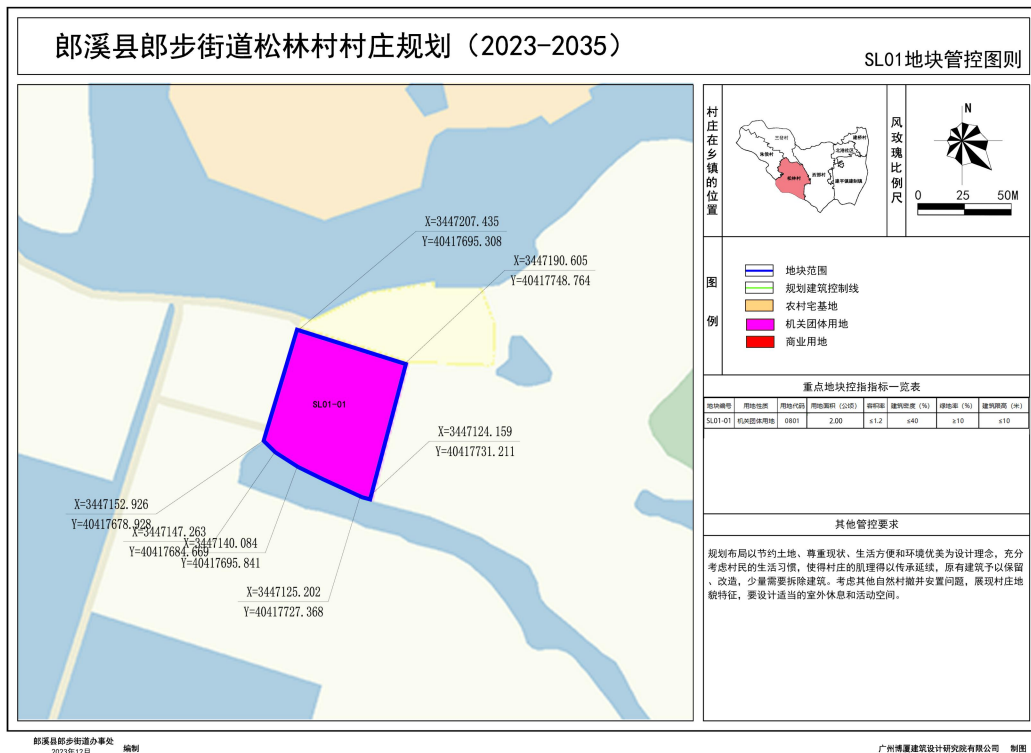 郎溪县郎步街道松林村村庄规划（2023-2035）
SL01地块管控图则
X=3447207.435
Y=40417695.308
X=3447190.605
Y=40417748.764
SL01-01
X=3447124.159
Y=40417731.211
X=3447152.926
Y=40417678.928
X=3447147.263
Y=40417684.669
X=3447140.084
Y=40417695.841
X=3447125.202
Y=40417727.368
村庄在乡镇的位置
松林村
风玫瑰比例尺
N
0 25 50M
图例
地块范围
规划建筑控制线
农村宅基地
机关团体用地
商业用地
重点地块控指指标一览表
地块编号 用地性质 用地代码 用地面积（公顷） 容积率 建筑密度（%） 绿地率（%） 建筑限高（米）
SL01-01 机关团体用地 0801 2.00 ≤1.2 ≤40 ≥10 ≤10
其他管控要求
规划布局以节约土地、尊重现状、生活方便和环境优美为设计理念，充分
考虑村民的生活习惯，使得村庄的肌理得以传承延续，原有建筑予以保留
、改造，少量需要拆除建筑。考虑其他自然村撤并安置问题，展现村庄地
貌特征，要设计适当的室外休息和活动空间。
郎溪县郎步街道办事处
2023年12月
编制
广州博厦建筑设计研究院有限公司 制图